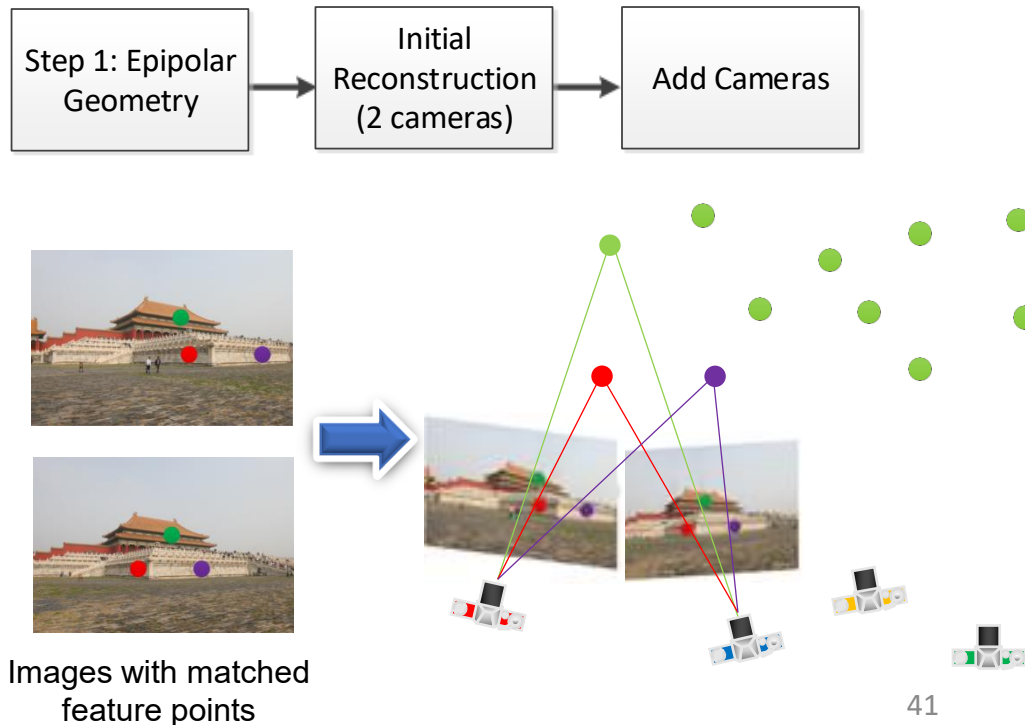 Step 1: Epipolar
Geometry
Initial
Reconstruction
(2 cameras)
Add Cameras
Images with matched
feature points
41